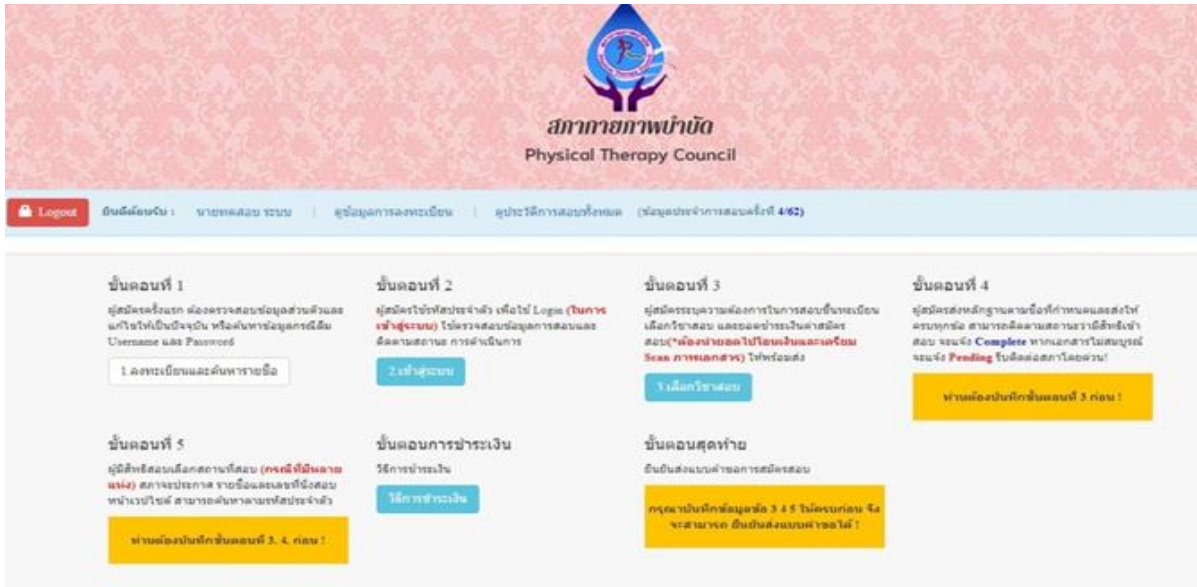 สภากายภาพบำบัด
Physical Therapy Council
Logout ยินดีต้อนรับ : นายทดสอบ ระบบ | ดูข้อมูลการลงทะเบียน | ดูประวัติการสอบทั้งหมด (ข้อมูลประจำการสอบครั้งที่ 4/62)
ขั้นตอนที่ 1
ผู้สมัครครั้งแรก ต้องตรวจสอบข้อมูลส่วนตัวและ
แก้ไขให้เป็นปัจจุบัน หรือค้นหาข้อมูลกรณีลืม
Username และ Password
1.ลงทะเบียนและค้นหารายชื่อ
ขั้นตอนที่ 2
ผู้สมัครใช้รหัสประจำตัว เพื่อใช้ Login (ในการ
เข้าสู่ระบบ) ใช้ตรวจสอบข้อมูลการสอบและ
ติดตามสถานะ การดำเนินการ
2.เข้าสู่ระบบ
ขั้นตอนที่ 3
ผู้สมัครระบุความต้องการในการสอบขึ้นทะเบียน
เลือกวิชาสอบ และยอดชำระเงินค่าสมัคร
สอบ(*ต้องนำยอดไปโอนเงินและเตรียม
Scan ภาพเอกสาร) ให้พร้อมส่ง
3.เลือกวิชาสอบ
ขั้นตอนที่ 4
ผู้สมัครส่งหลักฐานตามชื่อที่กำหนดและส่งให้
ครบทุกข้อ สามารถติดตามสถานะว่ามีสิทธิเข้า
สอบ จะแจ้ง Complete หากเอกสารไม่สมบูรณ์
จะแจ้ง Pending รีบติดต่อสภาโดยด่วน!
ท่านต้องบันทึกขั้นตอนที่ 3 ก่อน !
ขั้นตอนที่ 5
ผู้มีสิทธิสอบเลือกสถานที่สอบ (กรณีที่มีหลาย
แห่ง) สภาจะประกาศ รายชื่อและเลขที่นั่งสอบ
หน้าเวปไซต์ สามารถค้นหาตามรหัสประจำตัว
ท่านต้องบันทึกขั้นตอนที่ 3. 4. ก่อน !
ขั้นตอนการชำระเงิน
วิธีการชำระเงิน
วิธีการชำระเงิน
ขั้นตอนสุดท้าย
ยืนยันส่งแบบคำขอการสมัครสอบ
กรุณาบันทึกข้อมูลข้อ 3 4 5 ให้ครบก่อน จึง
จะสามารถ ยืนยันส่งแบบคำขอได้ !